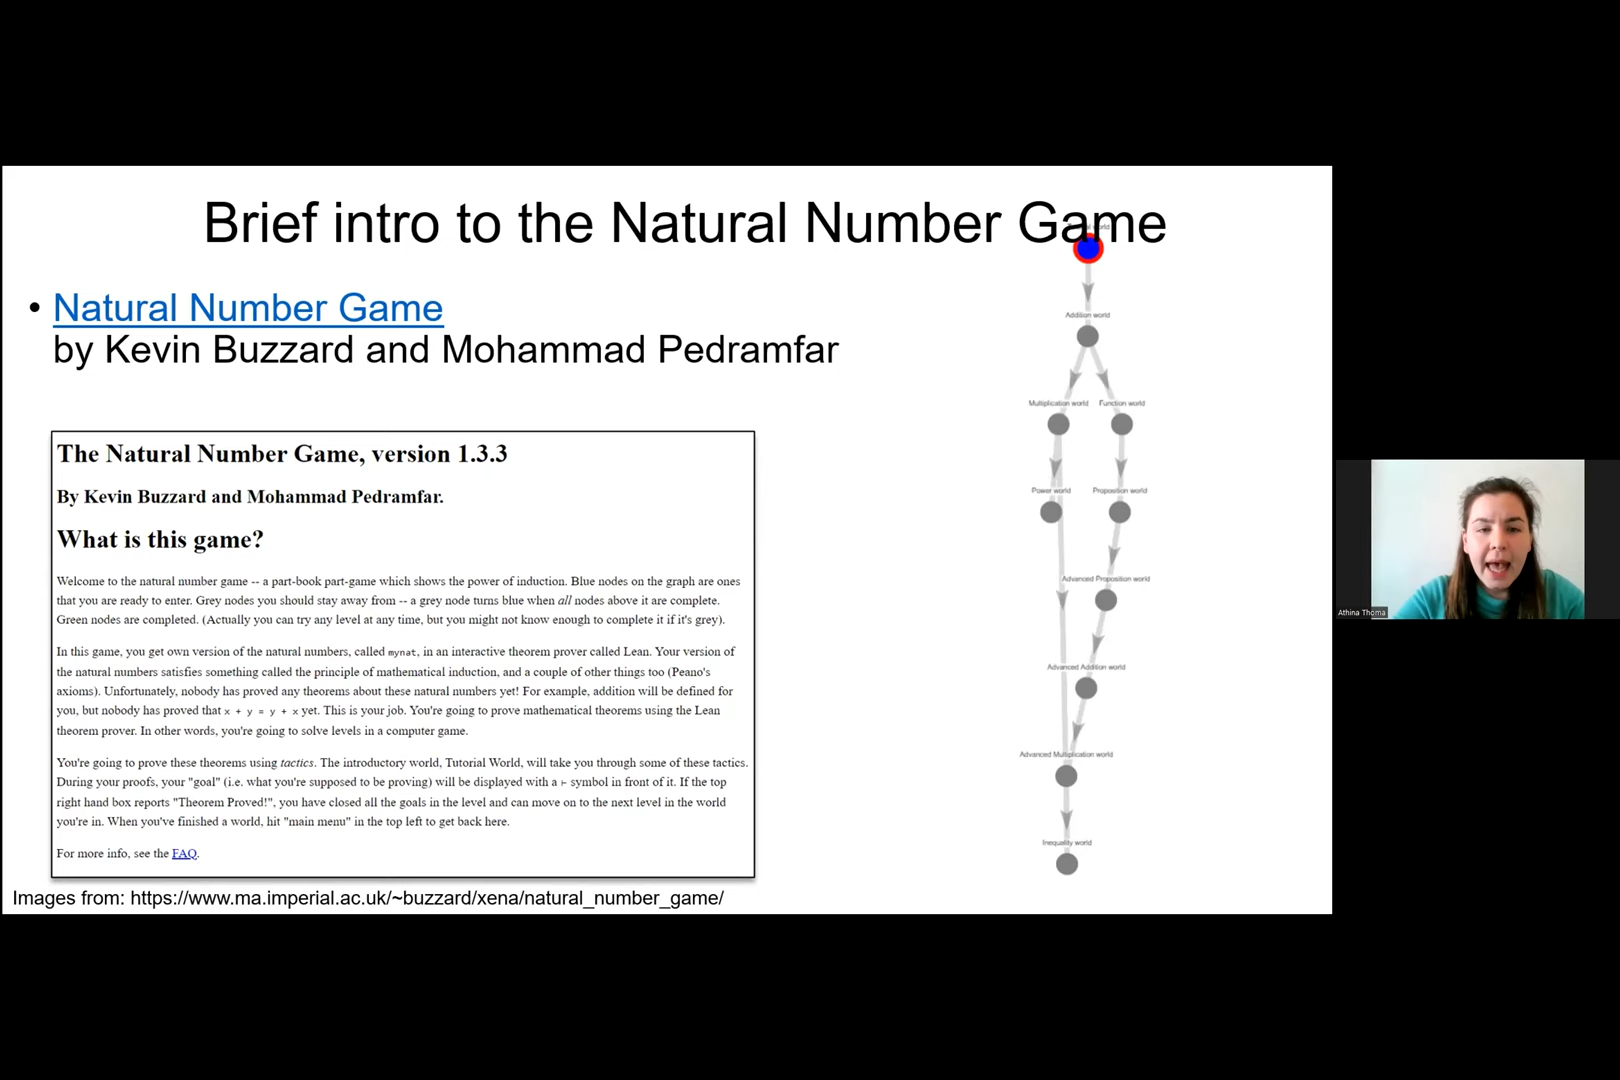 Brief intro to the Natural Number Game
• Natural Number Game
by Kevin Buzzard and Mohammad Pedramfar
The Natural Number Game, version 1.3.3
By Kevin Buzzard and Mohammad Pedramfar.
What is this game?
Welcome to the natural number game -- a part-book part-game which shows the power of induction. Blue nodes on the graph are ones
that you are ready to enter. Grey nodes you should stay away from -- a grey node turns blue when all nodes above it are complete.
Green nodes are completed. (Actually you can try any level at any time, but you might not know enough to complete it if it's grey).
In this game, you get own version of the natural numbers, called mynat, in an interactive theorem prover called Lean. Your version of
the natural numbers satisfies something called the principle of mathematical induction, and a couple of other things too (Peano's
axioms). Unfortunately, nobody has proved any theorems about these natural numbers yet! For example, addition will be defined for
you, but nobody has proved that x + y = y + x yet. This is your job. You're going to prove mathematical theorems using the Lean
theorem prover. In other words, you're going to solve levels in a computer game.
You're going to prove these theorems using tactics. The introductory world, Tutorial World, will take you through some of these tactics.
During your proofs, your "goal" (i.e. what you're supposed to be proving) will be displayed with a ⊢ symbol in front of it. If the top
right hand box reports "Theorem Proved!", you have closed all the goals in the level and can move on to the next level in the world
you're in. When you've finished a world, hit "main menu" in the top left to get back here.
For more info, see the FAQ.
Images from: https://www.ma.imperial.ac.uk/~buzzard/xena/natural_number_game/
world
Addition world
Multiplication world
Function world
Power world
Proposition world
Advanced Proposition world
Advanced Addition world
Advanced Multiplication world
Inequality world
Athina Thoma